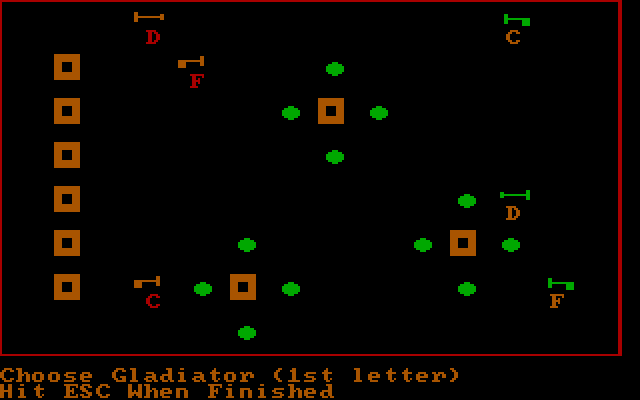 D
C
F
D
C
F
Choose Gladiator (1st letter)
Hit ESC When Finished